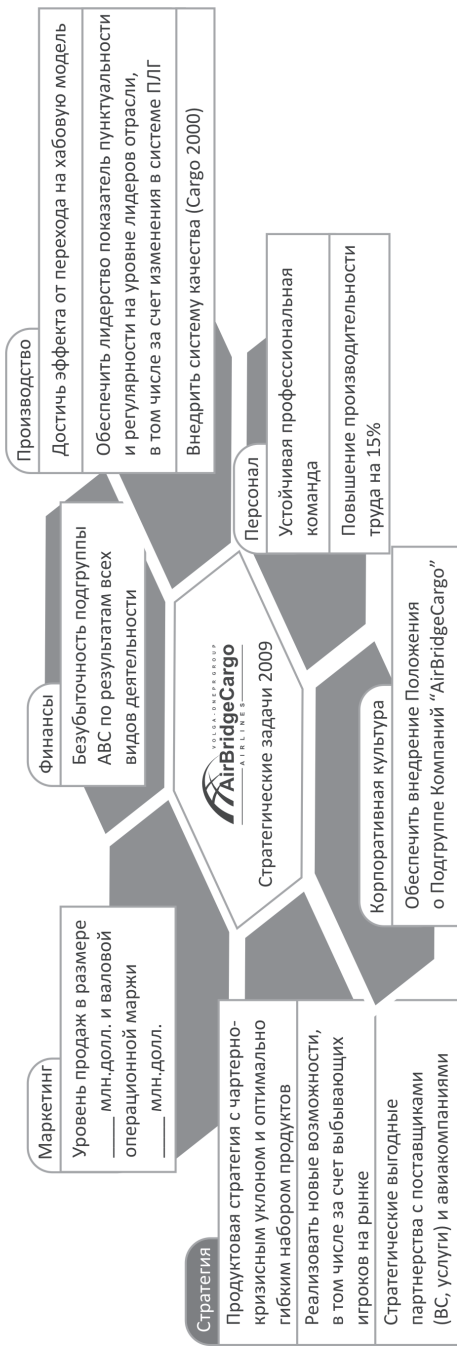 Стратегия
Продуктовая стратегия с чартерно-
кризисным уклоном и оптимально
гибким набором продуктов
Реализовать новые возможности,
в том числе за счет выбывающих
игроков на рынке
Стратегические выгодные
партнерства с поставщиками
(ВС, услуги) и авиакомпаниями
Маркетинг
Уровень продаж в размере
____ млн.долл. и валовой
операционной маржи
____ млн.долл.
Финансы
Безубыточность подгруппы
АВС по результатам всех
видов деятельности
Производство
Достичь эффекта от перехода на хабовую модель
Обеспечить лидерство показатель пунктуальности
и регулярности на уровне лидеров отрасли,
в том числе за счет изменения в системе ПЛГ
Внедрить систему качества (Cargo 2000)
VOLGA-DNEPR GROUP
AirBridgeCargo
AIRLINES
Стратегические задачи 2009
Корпоративная культура
Обеспечить внедрение Положения
о Подгруппе Компаний “AirBridgeCargo”
Персонал
Устойчивая профессиональная
команда
Повышение производительности
труда на 15%